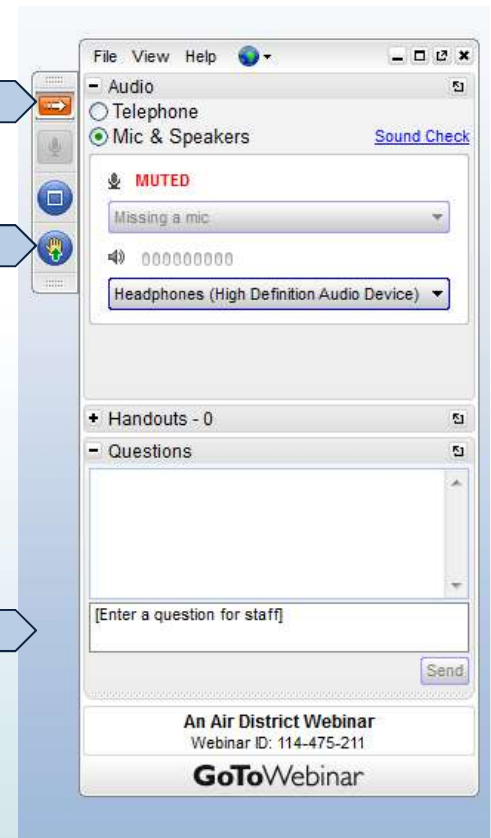 File View Help
Audio
Telephone
Mic & Speakers Sound Check
MUTED
Missing a mic
000000000
Headphones (High Definition Audio Device)
Handouts - 0
Questions
[Enter a question for staff]
Send
An Air District Webinar
Webinar ID: 114-475-211
GoToWebinar